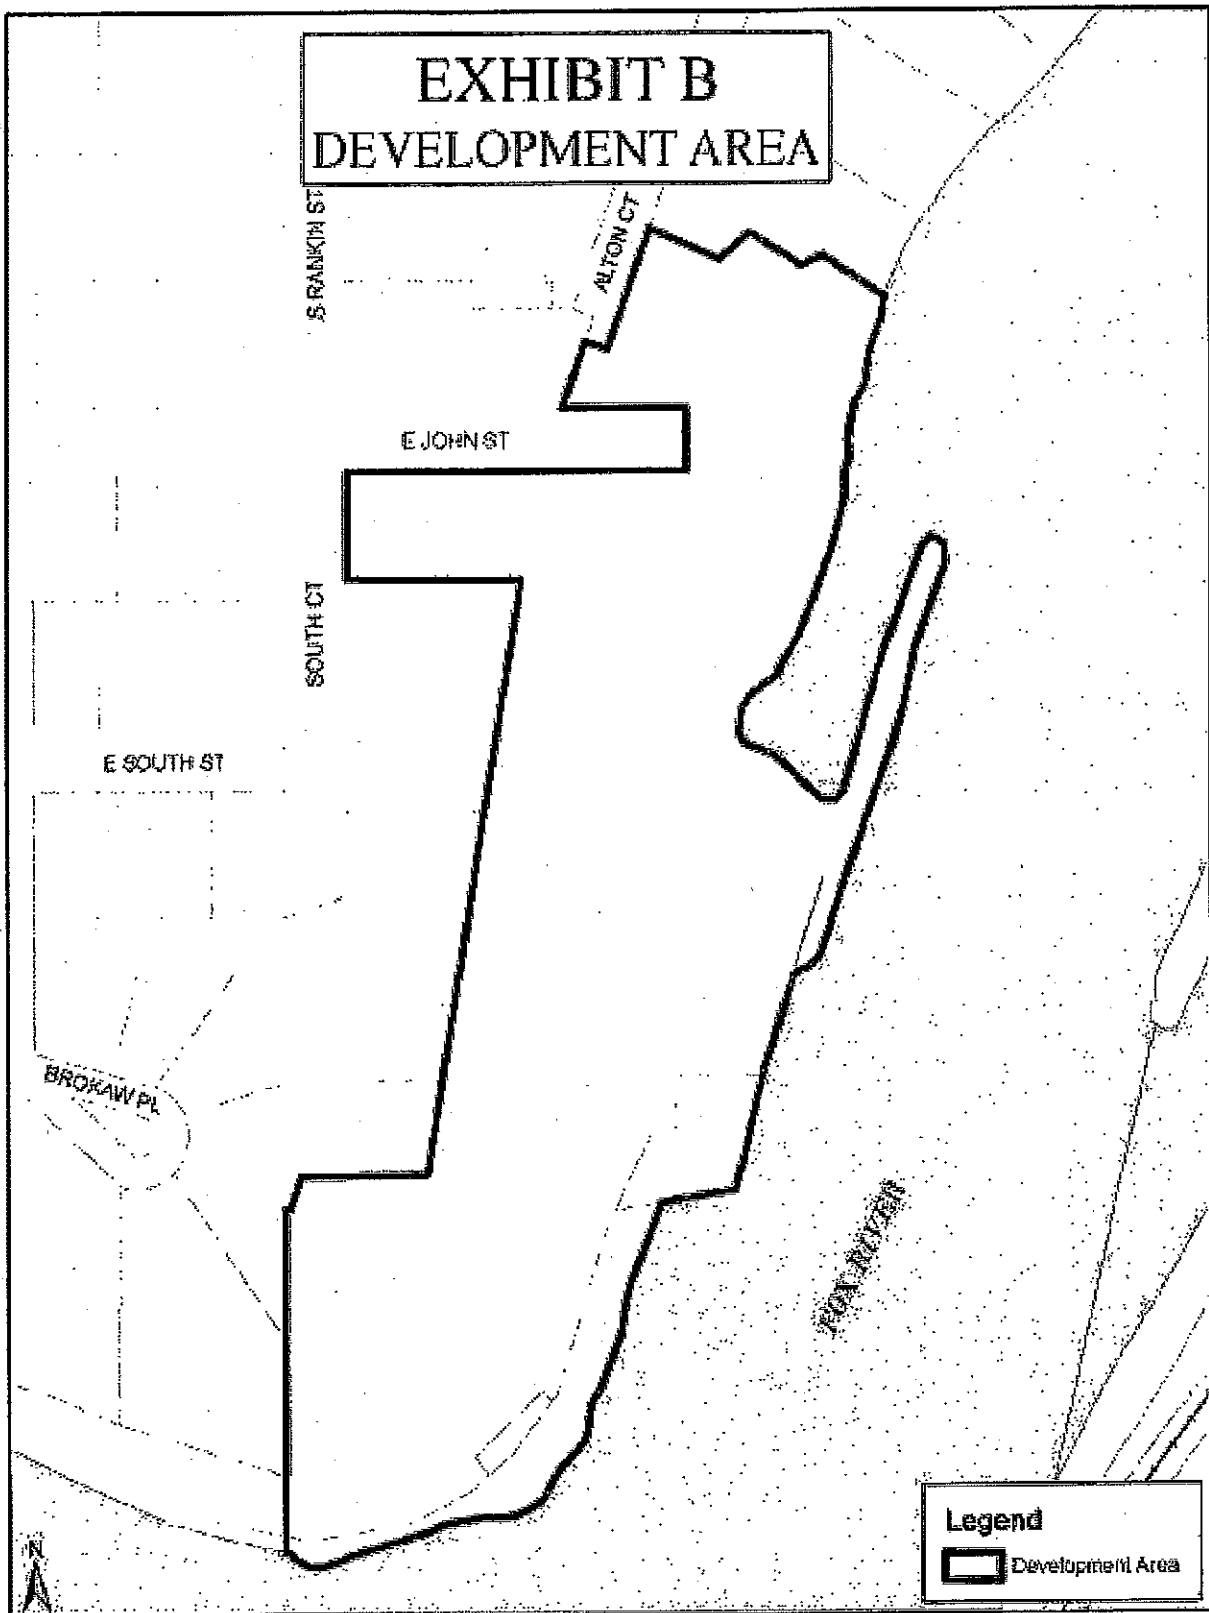 EXHIBIT B
DEVELOPMENT AREA
S RANKIN ST
ALTON CT
E JOHN ST
SOUTH CT
E SOUTH ST
BROKAW PL
FOX RIVER
Legend
Development Area
N